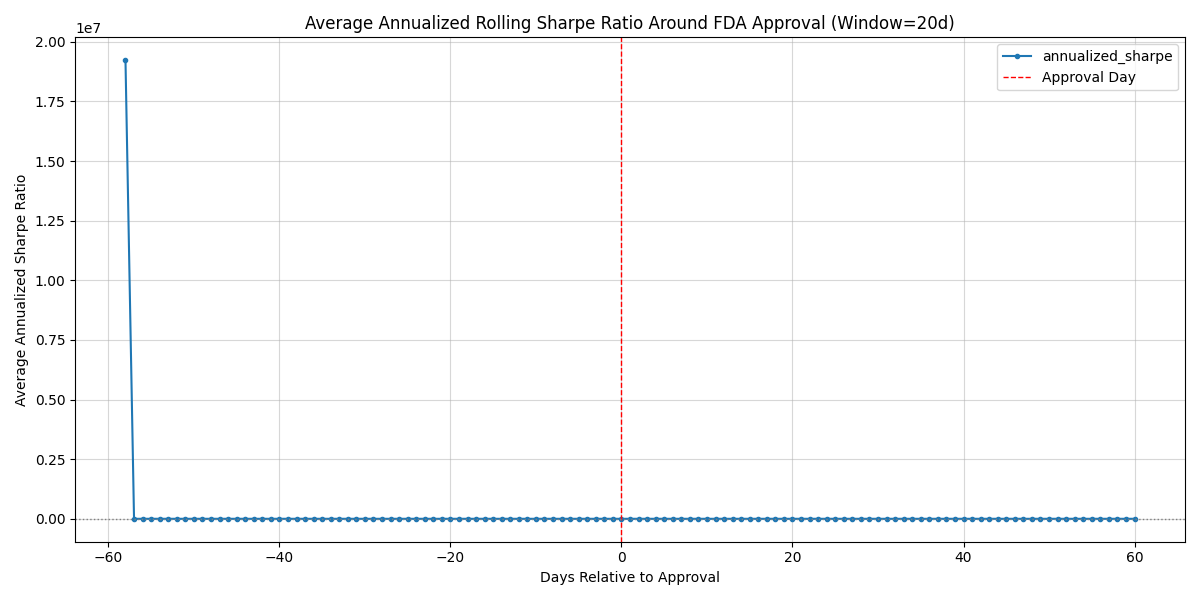 Average Annualized Rolling Sharpe Ratio Around FDA Approval (Window=20d)
1e7
annualized_sharpe
Approval Day
2.00
1.75
1.50
1.25
1.00
0.75
0.50
0.25
0.00
Average Annualized Sharpe Ratio
−60 −40 −20 0 20 40 60
Days Relative to Approval